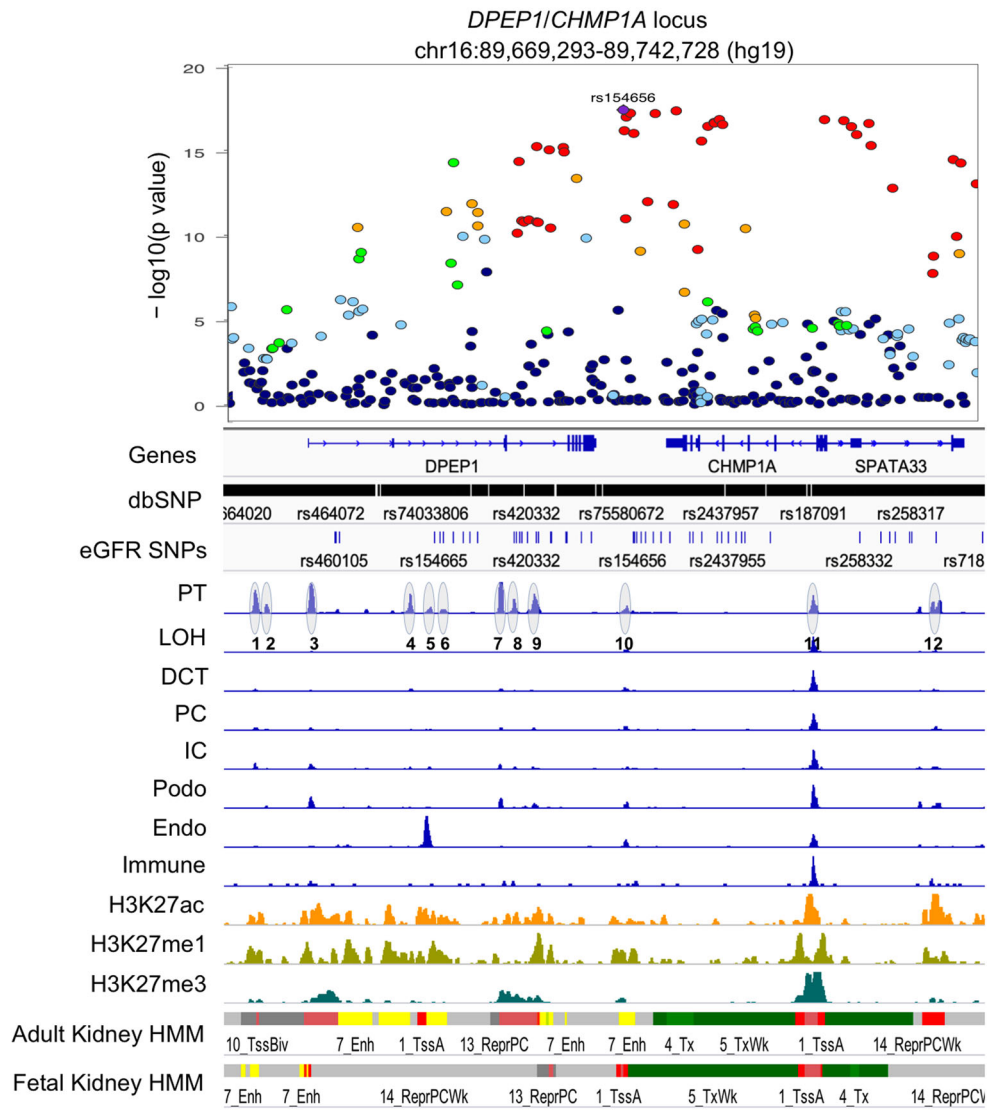 DPEP1/CHMP1A locus
chr16:89,669,293-89,742,728 (hg19)
20
rs154656
15
10
5
0
− log10(p value)
Genes
DPEP1 CHMP1A SPATA33
dbSNP
664020 rs464072 rs74033806 rs420332 rs75580672 rs2437957 rs187091 rs258317
eGFR SNPs
rs460105 rs154665 rs420332 rs154656 rs2437955 rs258332 rs718
PT
LOH
1 2 3 4 5 6 7 8 9 10 11 12
DCT
PC
IC
Podo
Endo
Immune
H3K27ac
H3K27me1
H3K27me3
Adult Kidney HMM
10_TssBiv 7_Enh 1_TssA 13_ReprPC 7_Enh 7_Enh 4_Tx 5_TxWk 1_TssA 14_ReprPCWk
Fetal Kidney HMM
7_Enh 7_Enh 14_ReprPCWk 13_ReprPC 1_TssA 5_TxWk 1_TssA 4_Tx 14_ReprPCW